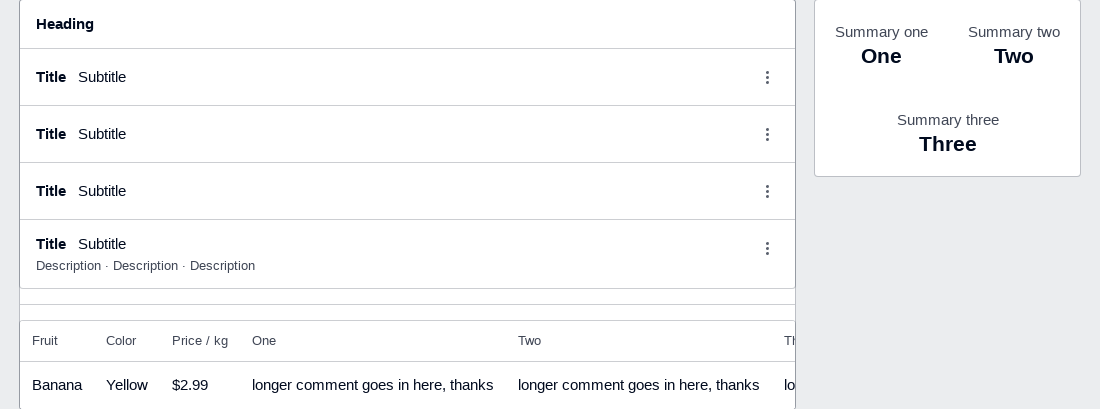 Heading
Title Subtitle
Title Subtitle
Title Subtitle
Title Subtitle
Description · Description · Description
Fruit Color Price / kg One Two
Banana Yellow $2.99 longer comment goes in here, thanks longer comment goes in here, thanks
Summary one Summary two
One Two
Summary three
Three